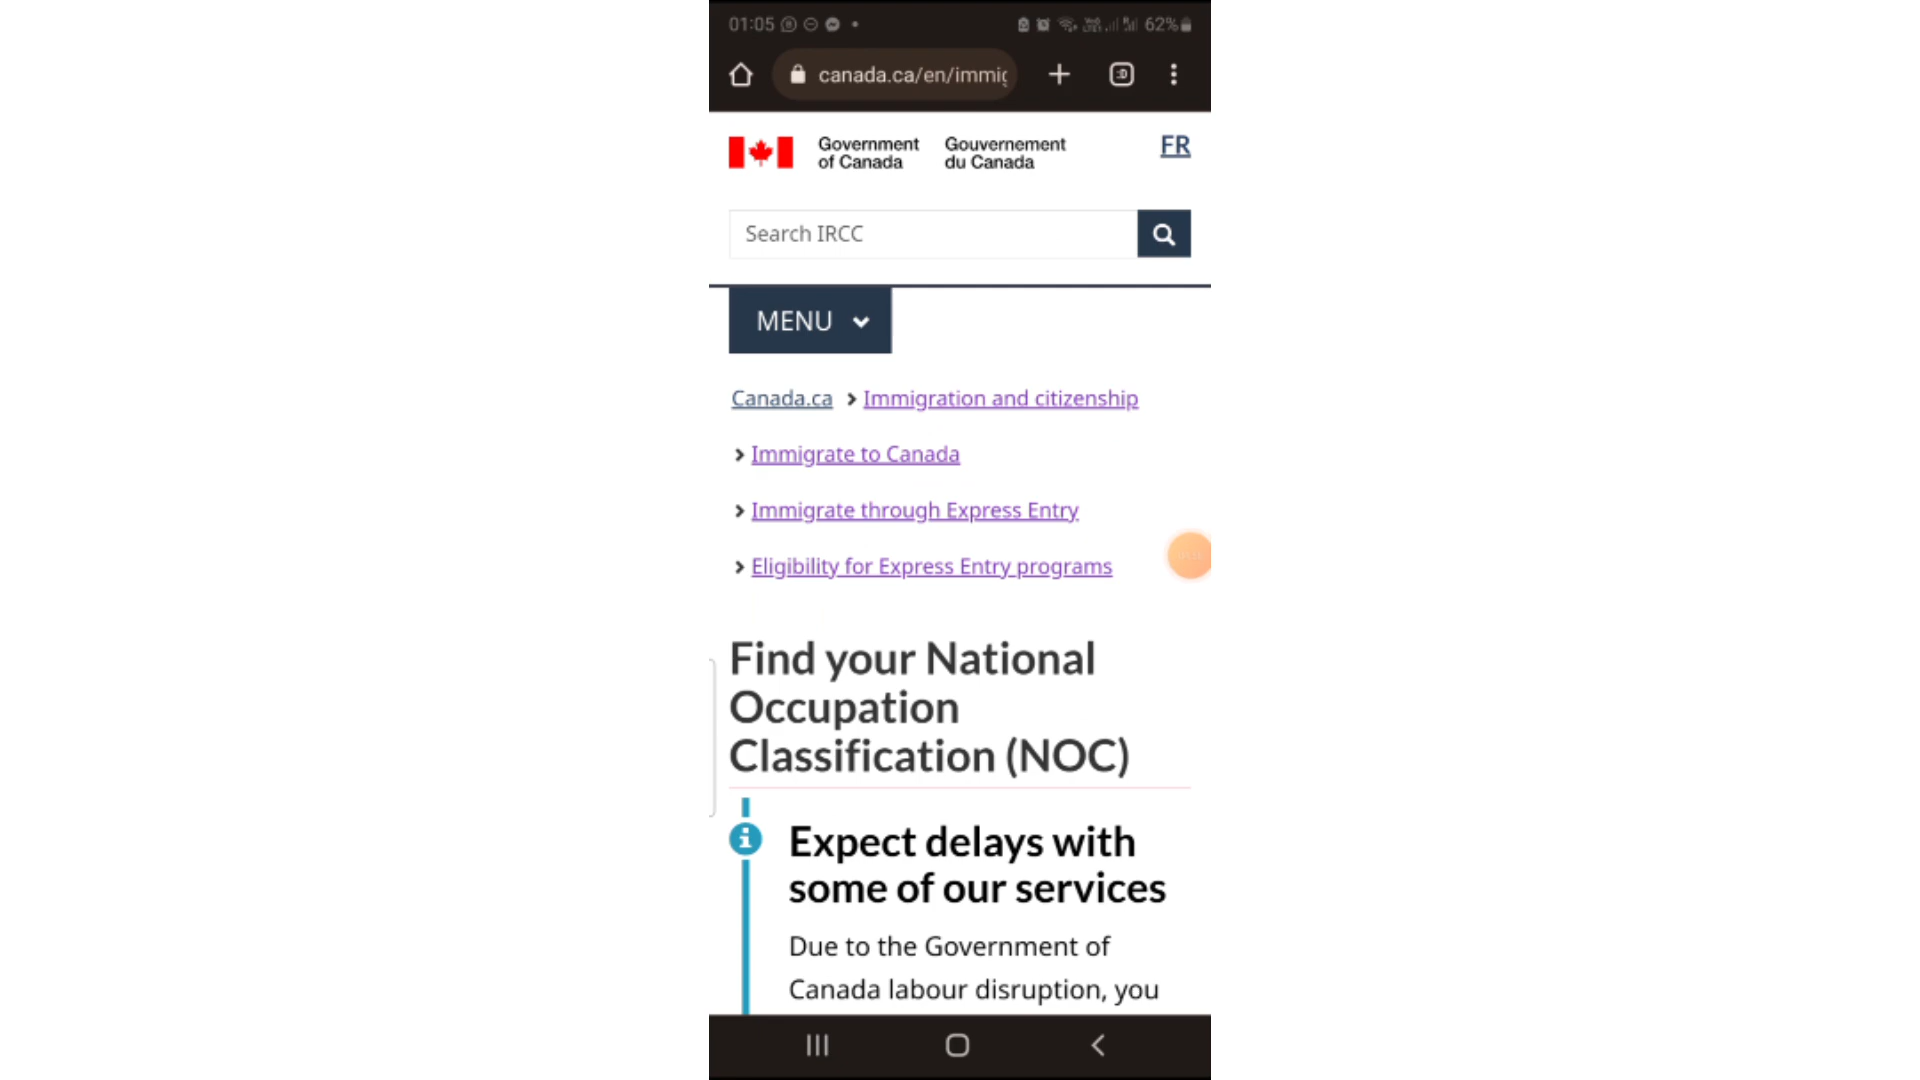 01:05
62%
canada.ca/en/immig
:D
Government of Canada
Gouvernement du Canada
FR
Search IRCC
MENU
Canada.ca
Immigration and citizenship
Immigrate to Canada
Immigrate through Express Entry
Eligibility for Express Entry programs
Find your National
Occupation
Classification (NOC)
Expect delays with
some of our services
Due to the Government of
Canada labour disruption, you